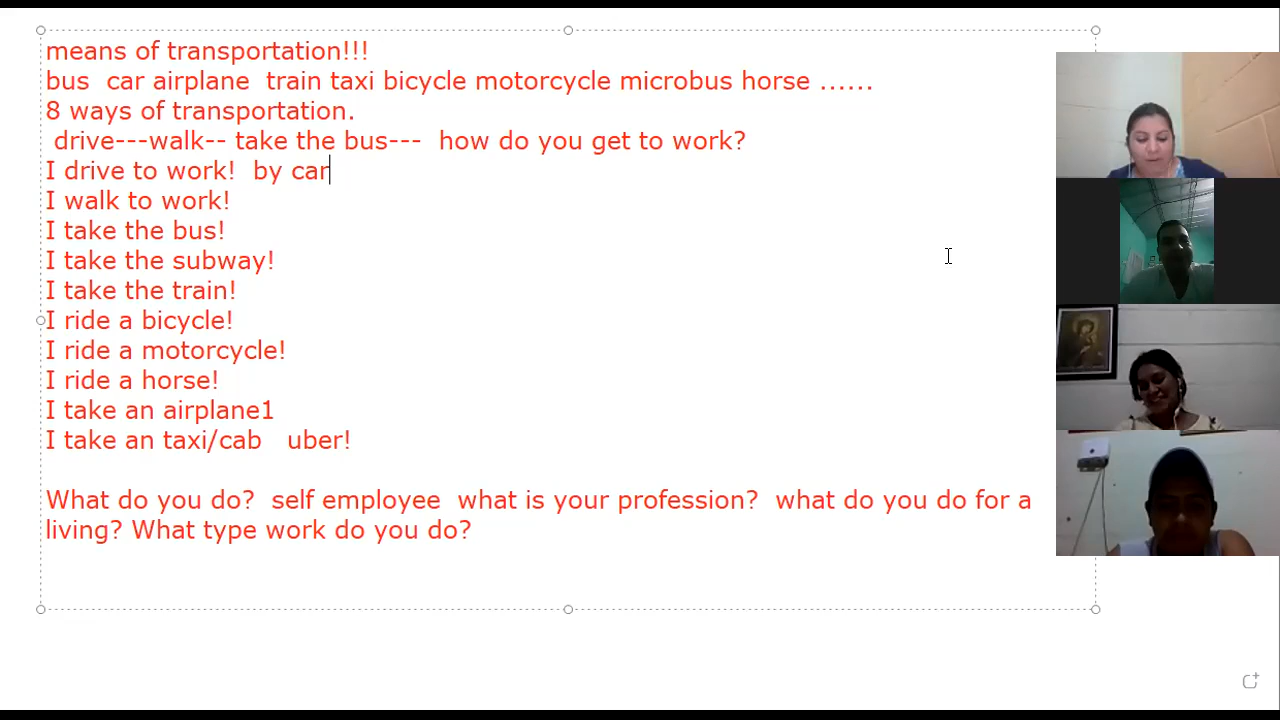 means of transportation!!!
bus  car airplane  train taxi bicycle motorcycle microbus horse ......
8 ways of transportation.
drive---walk-- take the bus---  how do you get to work?
I drive to work!  by car
I walk to work!
I take the bus!
I take the subway!
I take the train!
I ride a bicycle!
I ride a motorcycle!
I ride a horse!
I take an airplane1
I take an taxi/cab   uber!
What do you do?  self employee  what is your profession?  what do you do for a
living? What type work do you do?